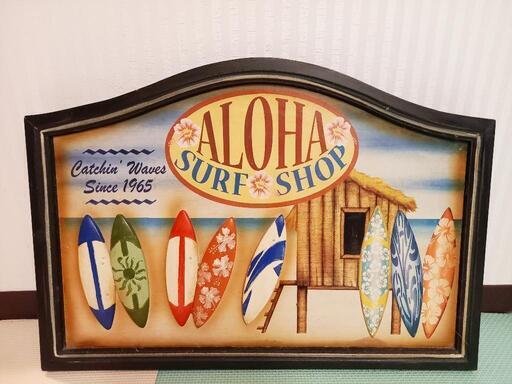 ALOHA
SURF SHOP
Catchin' Waves
Since 1965